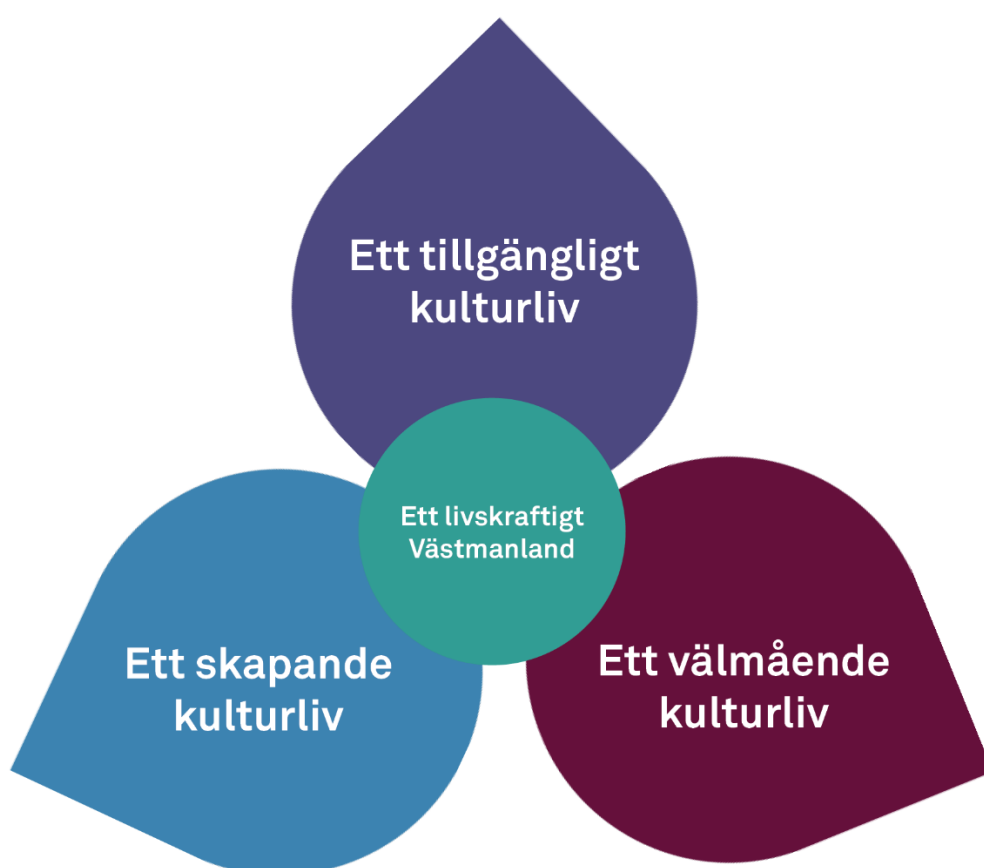 Ett tillgängligt
kulturliv
Ett livskraftigt
Västmanland
Ett skapande
kulturliv
Ett välmående
kulturliv